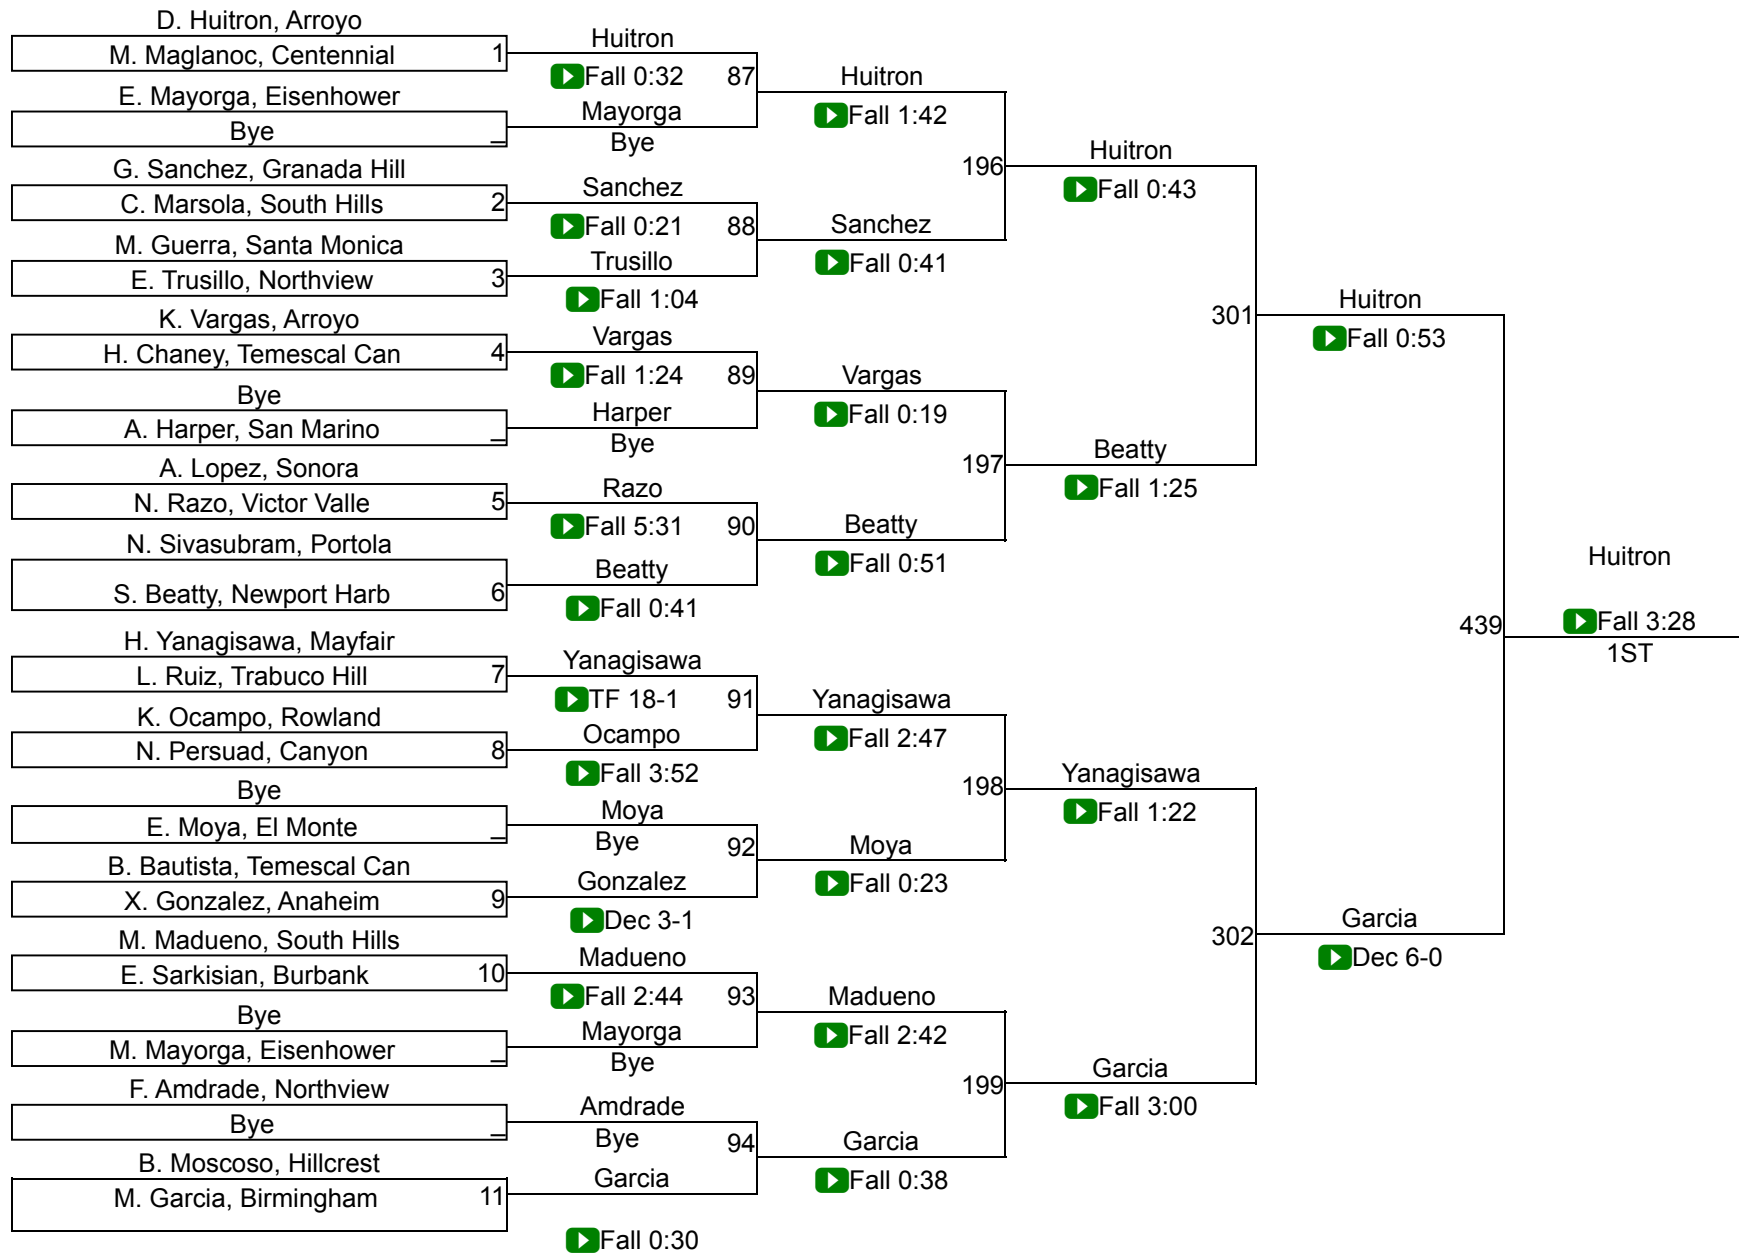 D. Huitron, Arroyo
M. Maglanoc, Centennial 1
E. Mayorga, Eisenhower
Bye _
G. Sanchez, Granada Hill
C. Marsola, South Hills 2
M. Guerra, Santa Monica
E. Trusillo, Northview 3
K. Vargas, Arroyo
H. Chaney, Temescal Can 4
Bye
A. Harper, San Marino _
A. Lopez, Sonora
N. Razo, Victor Valle 5
N. Sivasubram, Portola
S. Beatty, Newport Harb 6
H. Yanagisawa, Mayfair
L. Ruiz, Trabuco Hill 7
K. Ocampo, Rowland
N. Persuad, Canyon 8
Bye
E. Moya, El Monte _
B. Bautista, Temescal Can
X. Gonzalez, Anaheim 9
M. Madueno, South Hills
E. Sarkisian, Burbank 10
Bye
M. Mayorga, Eisenhower _
F. Amdrade, Northview
Bye _
B. Moscoso, Hillcrest
M. Garcia, Birmingham 11
Huitron
Fall 0:32 87
Mayorga
Bye
Sanchez
Fall 0:21 88
Trusillo
Fall 1:04
Vargas
Fall 1:24 89
Harper
Bye
Razo
Fall 5:31 90
Beatty
Fall 0:41
Yanagisawa
TF 18-1 91
Ocampo
Fall 3:52
Moya
Bye 92
Gonzalez
Dec 3-1
Madueno
Fall 2:44 93
Mayorga
Bye
Amdrade
Bye 94
Garcia
Fall 0:30
Huitron
Fall 1:42
196
Sanchez
Fall 0:41
Vargas
Fall 0:19
197
Beatty
Fall 0:51
Yanagisawa
Fall 2:47
198
Moya
Fall 0:23
Madueno
Fall 2:42
199
Garcia
Fall 0:38
Huitron
Fall 0:43
301
Beatty
Fall 1:25
Yanagisawa
Fall 1:22
302
Garcia
Fall 3:00
Huitron
Fall 0:53
439
Garcia
Dec 6-0
Huitron
Fall 3:28
1ST